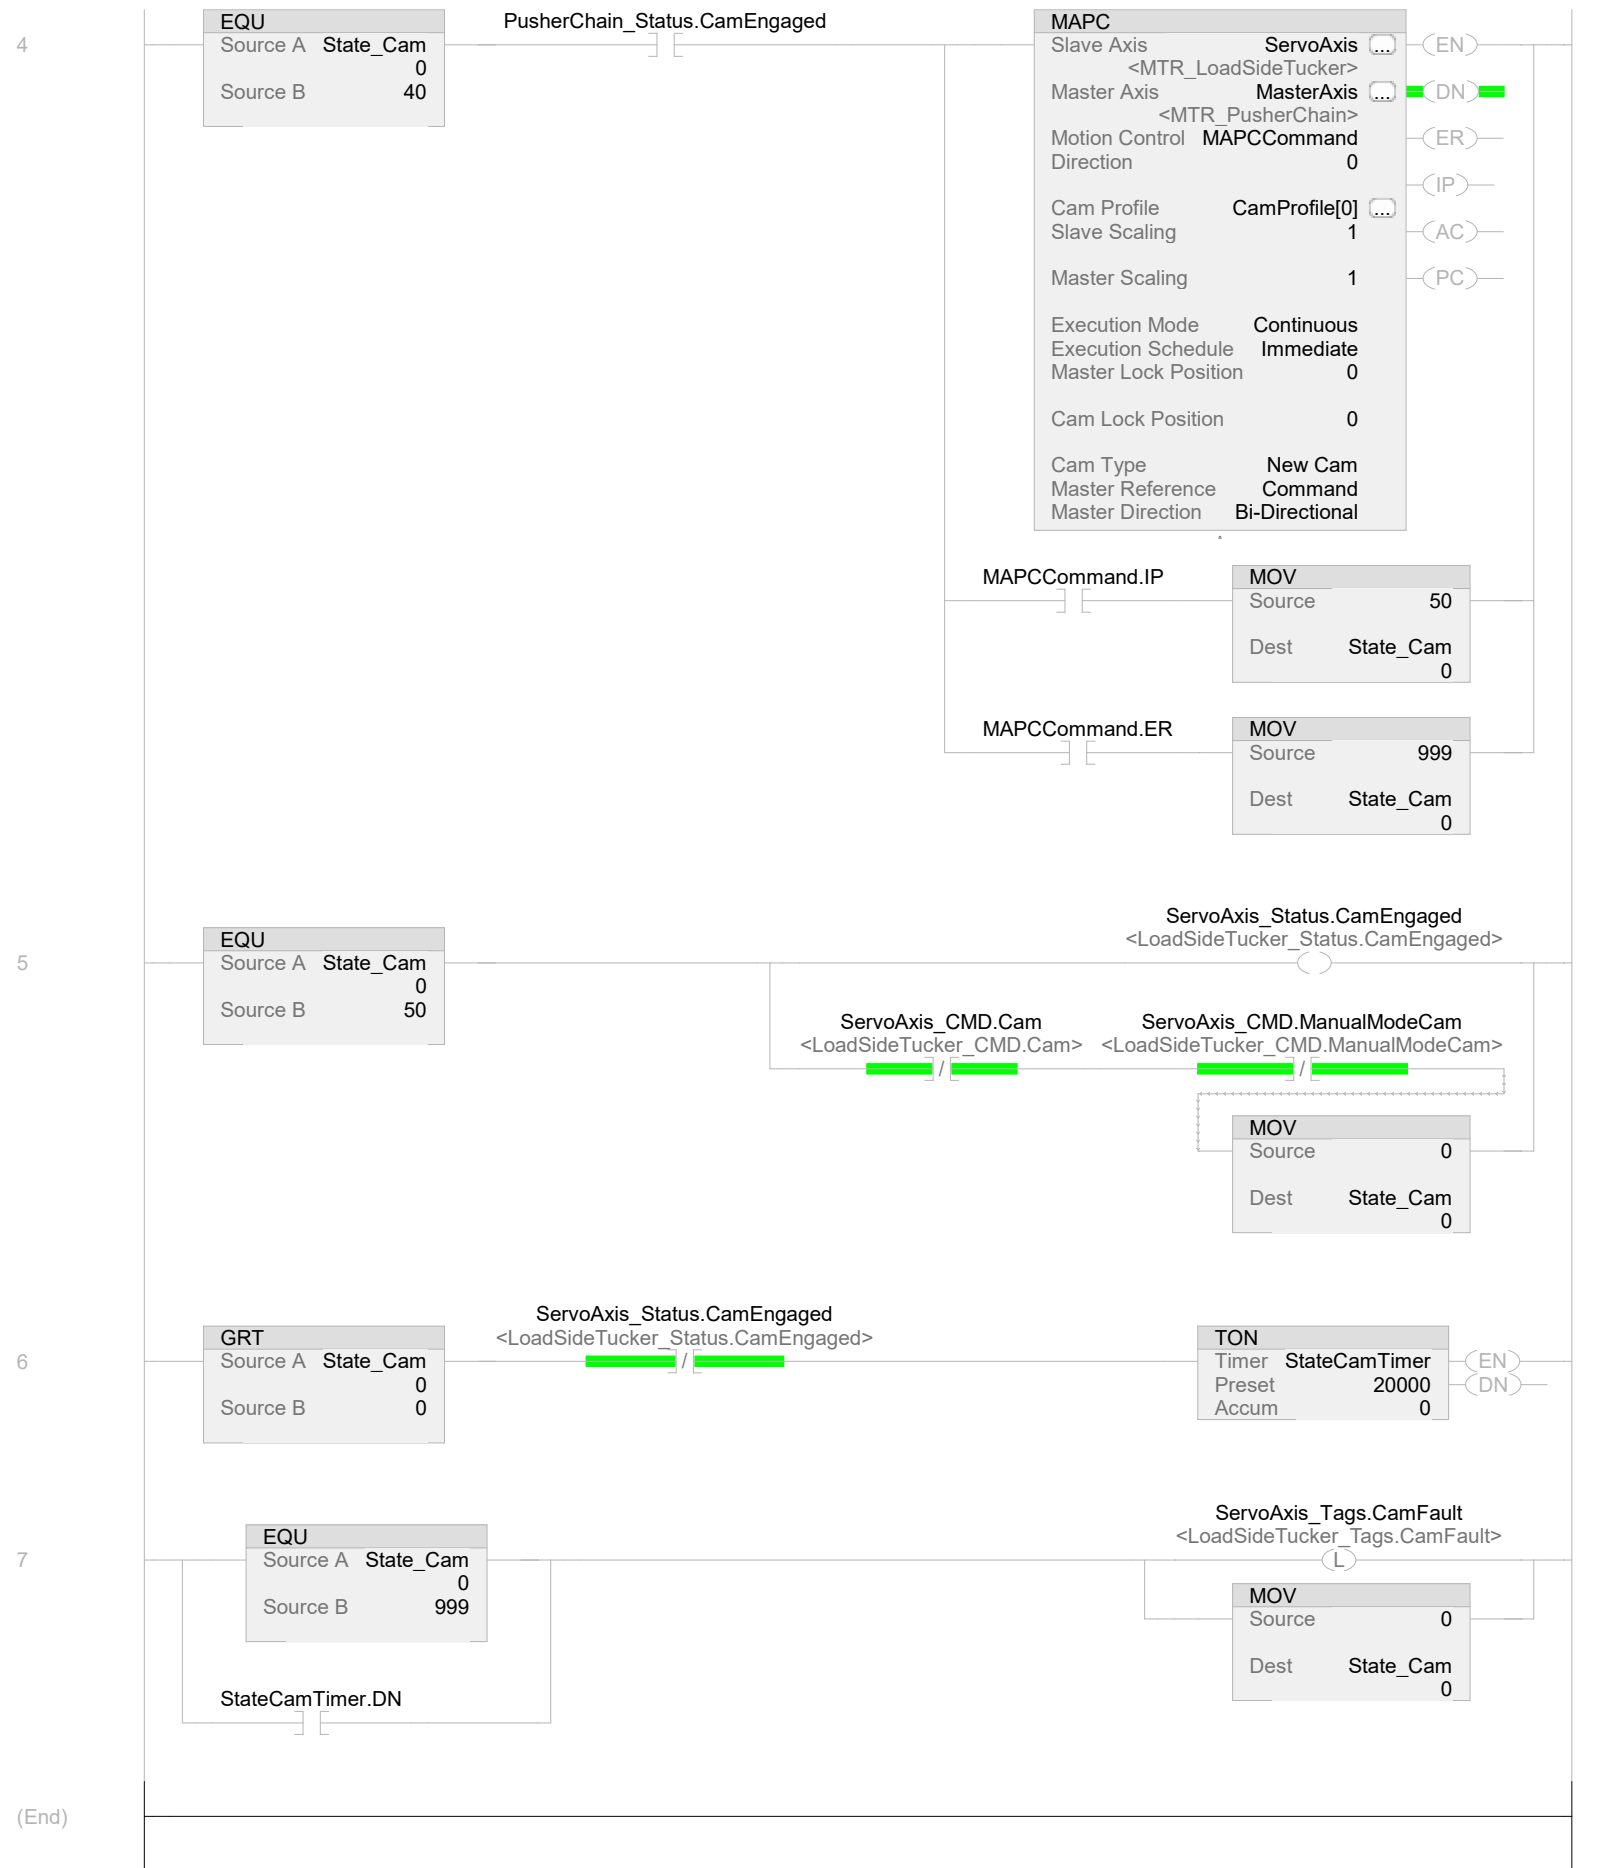 4
EQU
Source A State_Cam
0
Source B 40
PusherChain_Status.CamEngaged
] [
MAPC
Slave Axis ServoAxis ...
<MTR_LoadSideTucker>
Master Axis MasterAxis ...
<MTR_PusherChain>
Motion Control MAPCCommand
Direction 0
Cam Profile CamProfile[0] ...
Slave Scaling 1
Master Scaling 1
Execution Mode Continuous
Execution Schedule Immediate
Master Lock Position 0
Cam Lock Position 0
Cam Type New Cam
Master Reference Command
Master Direction Bi-Directional
EN
DN
ER
IP
AC
PC
MAPCCommand.IP
MOV
Source 50
Dest State_Cam
0
MAPCCommand.ER
MOV
Source 999
Dest State_Cam
0
5
EQU
Source A State_Cam
0
Source B 50
ServoAxis_Status.CamEngaged
<LoadSideTucker_Status.CamEngaged>
ServoAxis_CMD.Cam
<LoadSideTucker_CMD.Cam>
/
ServoAxis_CMD.ManualModeCam
<LoadSideTucker_CMD.ManualModeCam>
/
MOV
Source 0
Dest State_Cam
0
6
GRT
Source A State_Cam
0
Source B 0
ServoAxis_Status.CamEngaged
<LoadSideTucker_Status.CamEngaged>
/
TON
Timer StateCamTimer
Preset 20000
Accum 0
EN
DN
7
EQU
Source A State_Cam
0
Source B 999
StateCamTimer.DN
ServoAxis_Tags.CamFault
<LoadSideTucker_Tags.CamFault>
L
MOV
Source 0
Dest State_Cam
0
(End)